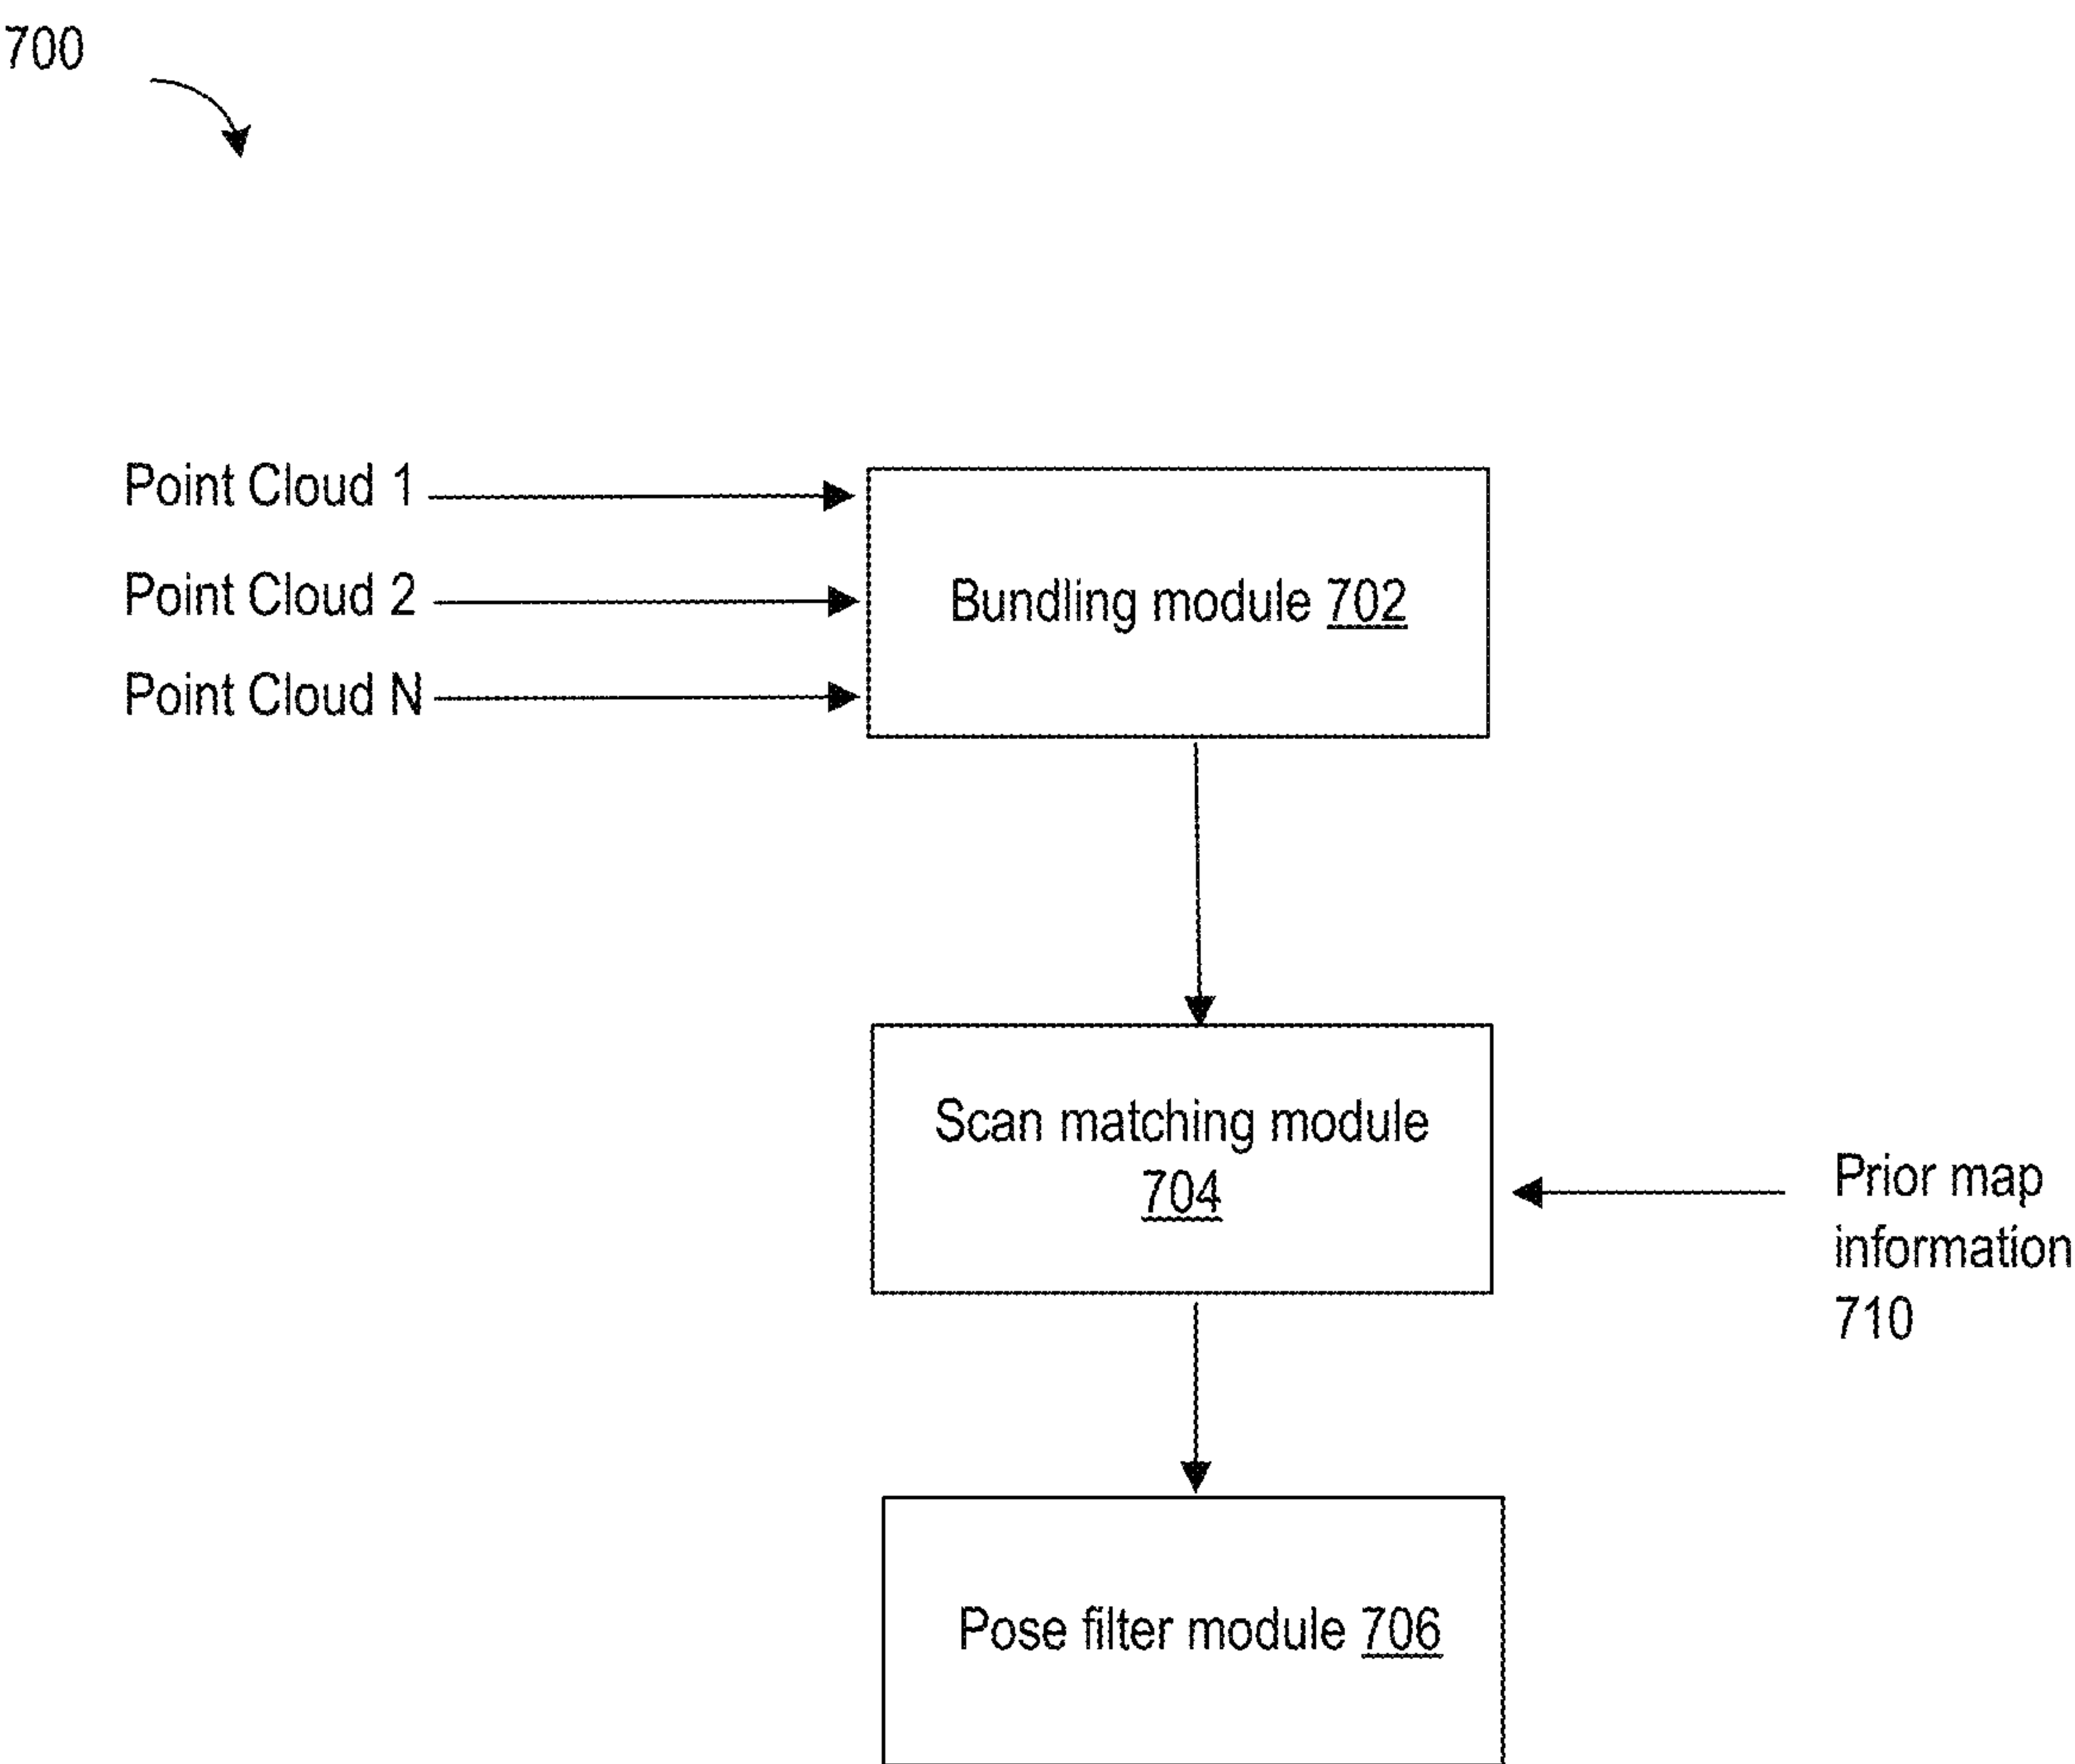 700
Point Cloud 1
Point Cloud 2
Point Cloud N
Bundling module 702
Scan matching module
704
Prior map
information
710
Pose filter module 706